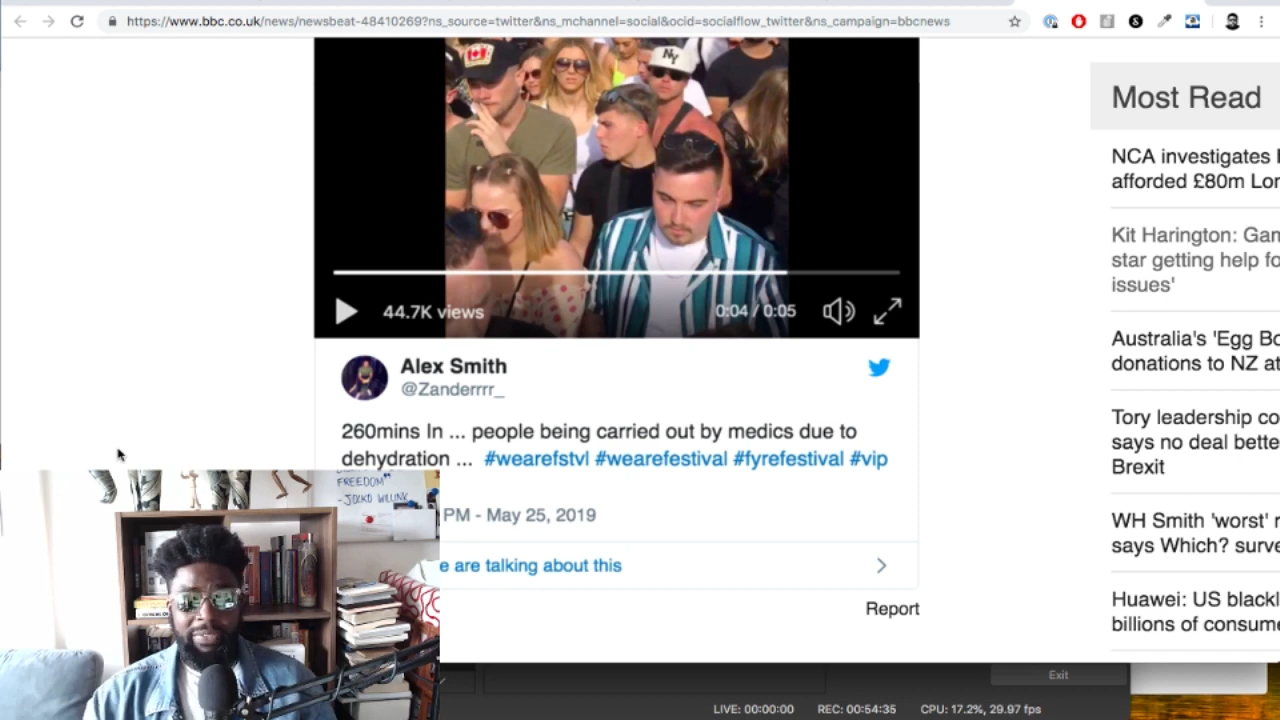 https://www.bbc.co.uk/news/newsbeat-48410269?ns_source=twitter&ns_mchannel=social&ocid=socialflow_twitter&ns_campaign=bbcnews
NY
44.7K views
0:04 / 0:05
Alex Smith
@Zanderrrr_
260mins In ... people being carried out by medics due to
dehydration ... #wearefstvl #wearefestival #fyrefestival #vip
PM - May 25, 2019
e are talking about this
Report
Most Read
NCA investigates
afforded £80m Lon
Kit Harington: Gam
star getting help fo
issues'
Australia's 'Egg Bo
donations to NZ at
Tory leadership co
says no deal bette
Brexit
WH Smith 'worst' r
says Which? surve
Huawei: US blackl
billions of consume
FREEDOM"
- JOCKO WILLINK
Exit
LIVE: 00:00:00
REC: 00:54:35
CPU: 17.2%, 29.97 fps